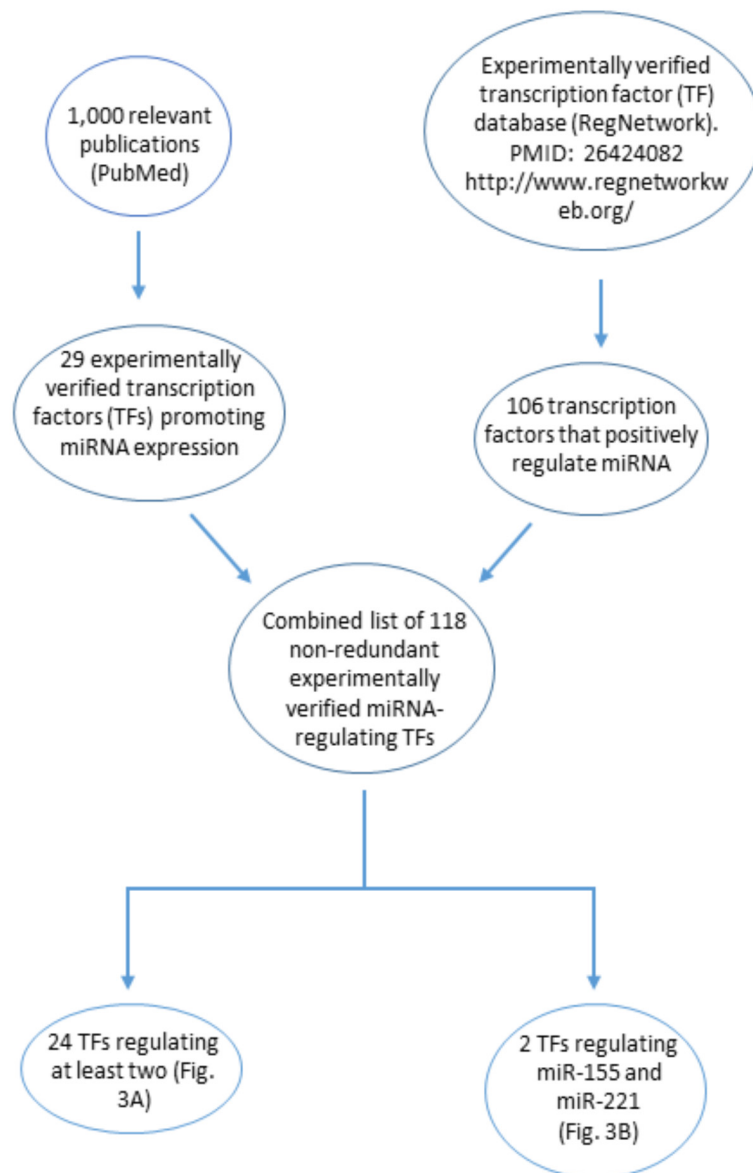 1,000 relevant
publications
(PubMed)
Experimentally verified
transcription factor (TF)
database (RegNetwork).
PMID: 26424082
http://www.regnetworkw
eb.org/
29 experimentally
verified transcription
factors (TFs) promoting
miRNA expression
106 transcription
factors that positively
regulate miRNA
Combined list of 118
non-redundant
experimentally
verified miRNA-
regulating TFs
24 TFs regulating
at least two (Fig.
3A)
2 TFs regulating
miR-155 and
miR-221
(Fig. 3B)